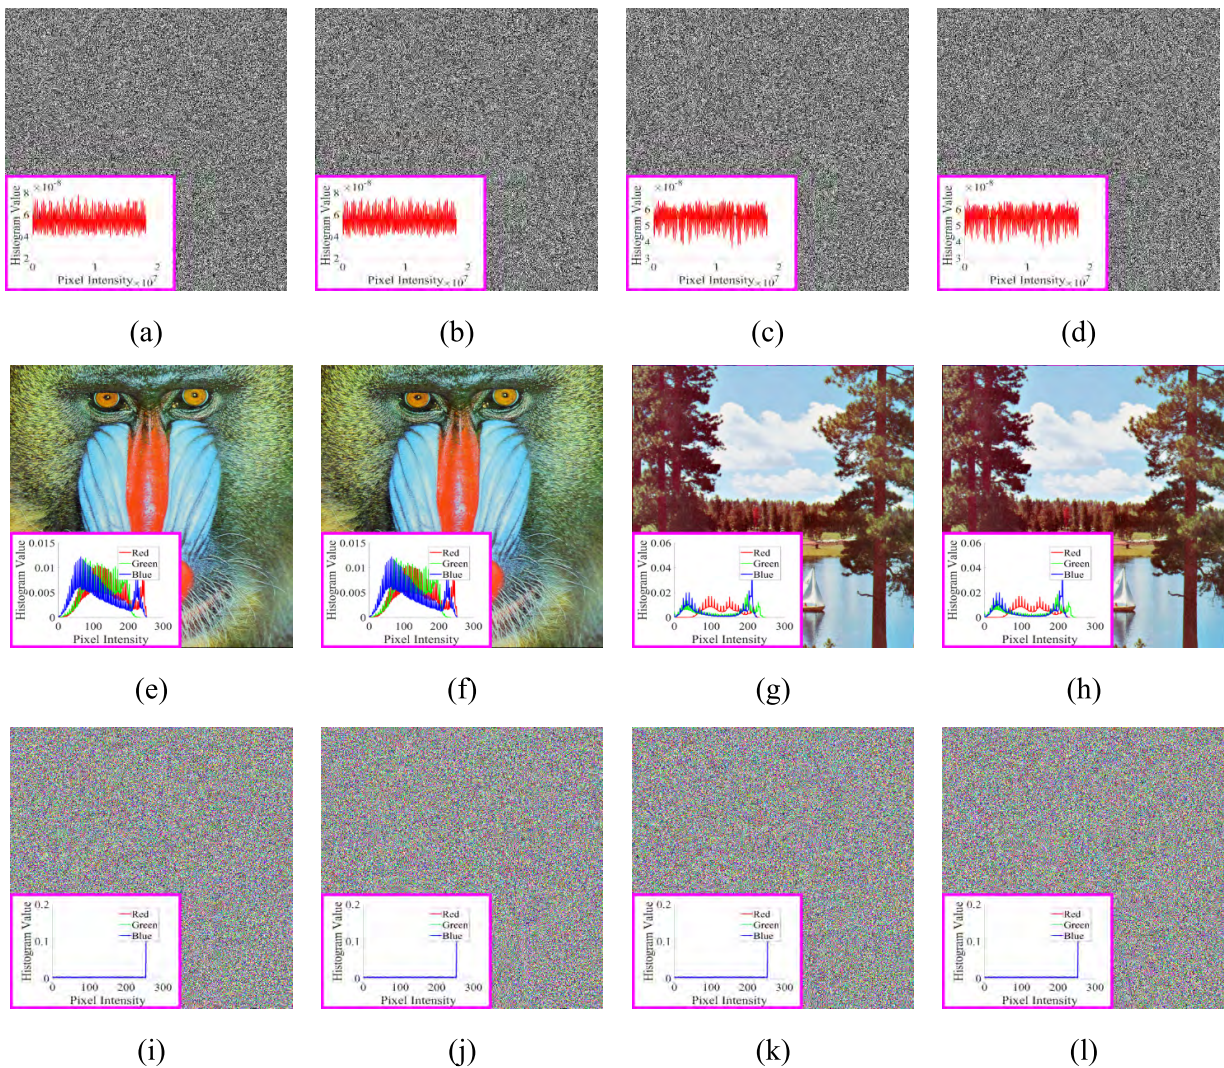 Histogram Value
×10⁻⁸
8
6
4
2
0
1
2
Pixel Intensity ×10⁷
Histogram Value
×10⁻⁸
8
6
4
2
0
1
2
Pixel Intensity ×10⁷
Histogram Value
×10⁻⁸
6
5
4
3
0
1
2
Pixel Intensity ×10⁷
Histogram Value
×10⁻⁸
6
5
4
3
0
1
2
Pixel Intensity ×10⁷
(a)
(b)
(c)
(d)
Histogram Value
0.015
0.01
0.005
0
Red
Green
Blue
0 100 200 300
Pixel Intensity
Histogram Value
0.015
0.01
0.005
0
Red
Green
Blue
0 100 200 300
Pixel Intensity
Histogram Value
0.06
0.04
0.02
0
Red
Green
Blue
0 100 200 300
Pixel Intensity
Histogram Value
0.06
0.04
0.02
0
Red
Green
Blue
0 100 200 300
Pixel Intensity
(e)
(f)
(g)
(h)
Histogram Value
0.2
0.1
0
Red
Green
Blue
0 100 200 300
Pixel Intensity
Histogram Value
0.2
0.1
0
Red
Green
Blue
0 100 200 300
Pixel Intensity
Histogram Value
0.2
0.1
0
Red
Green
Blue
0 100 200 300
Pixel Intensity
Histogram Value
0.2
0.1
0
Red
Green
Blue
0 100 200 300
Pixel Intensity
(i)
(j)
(k)
(l)